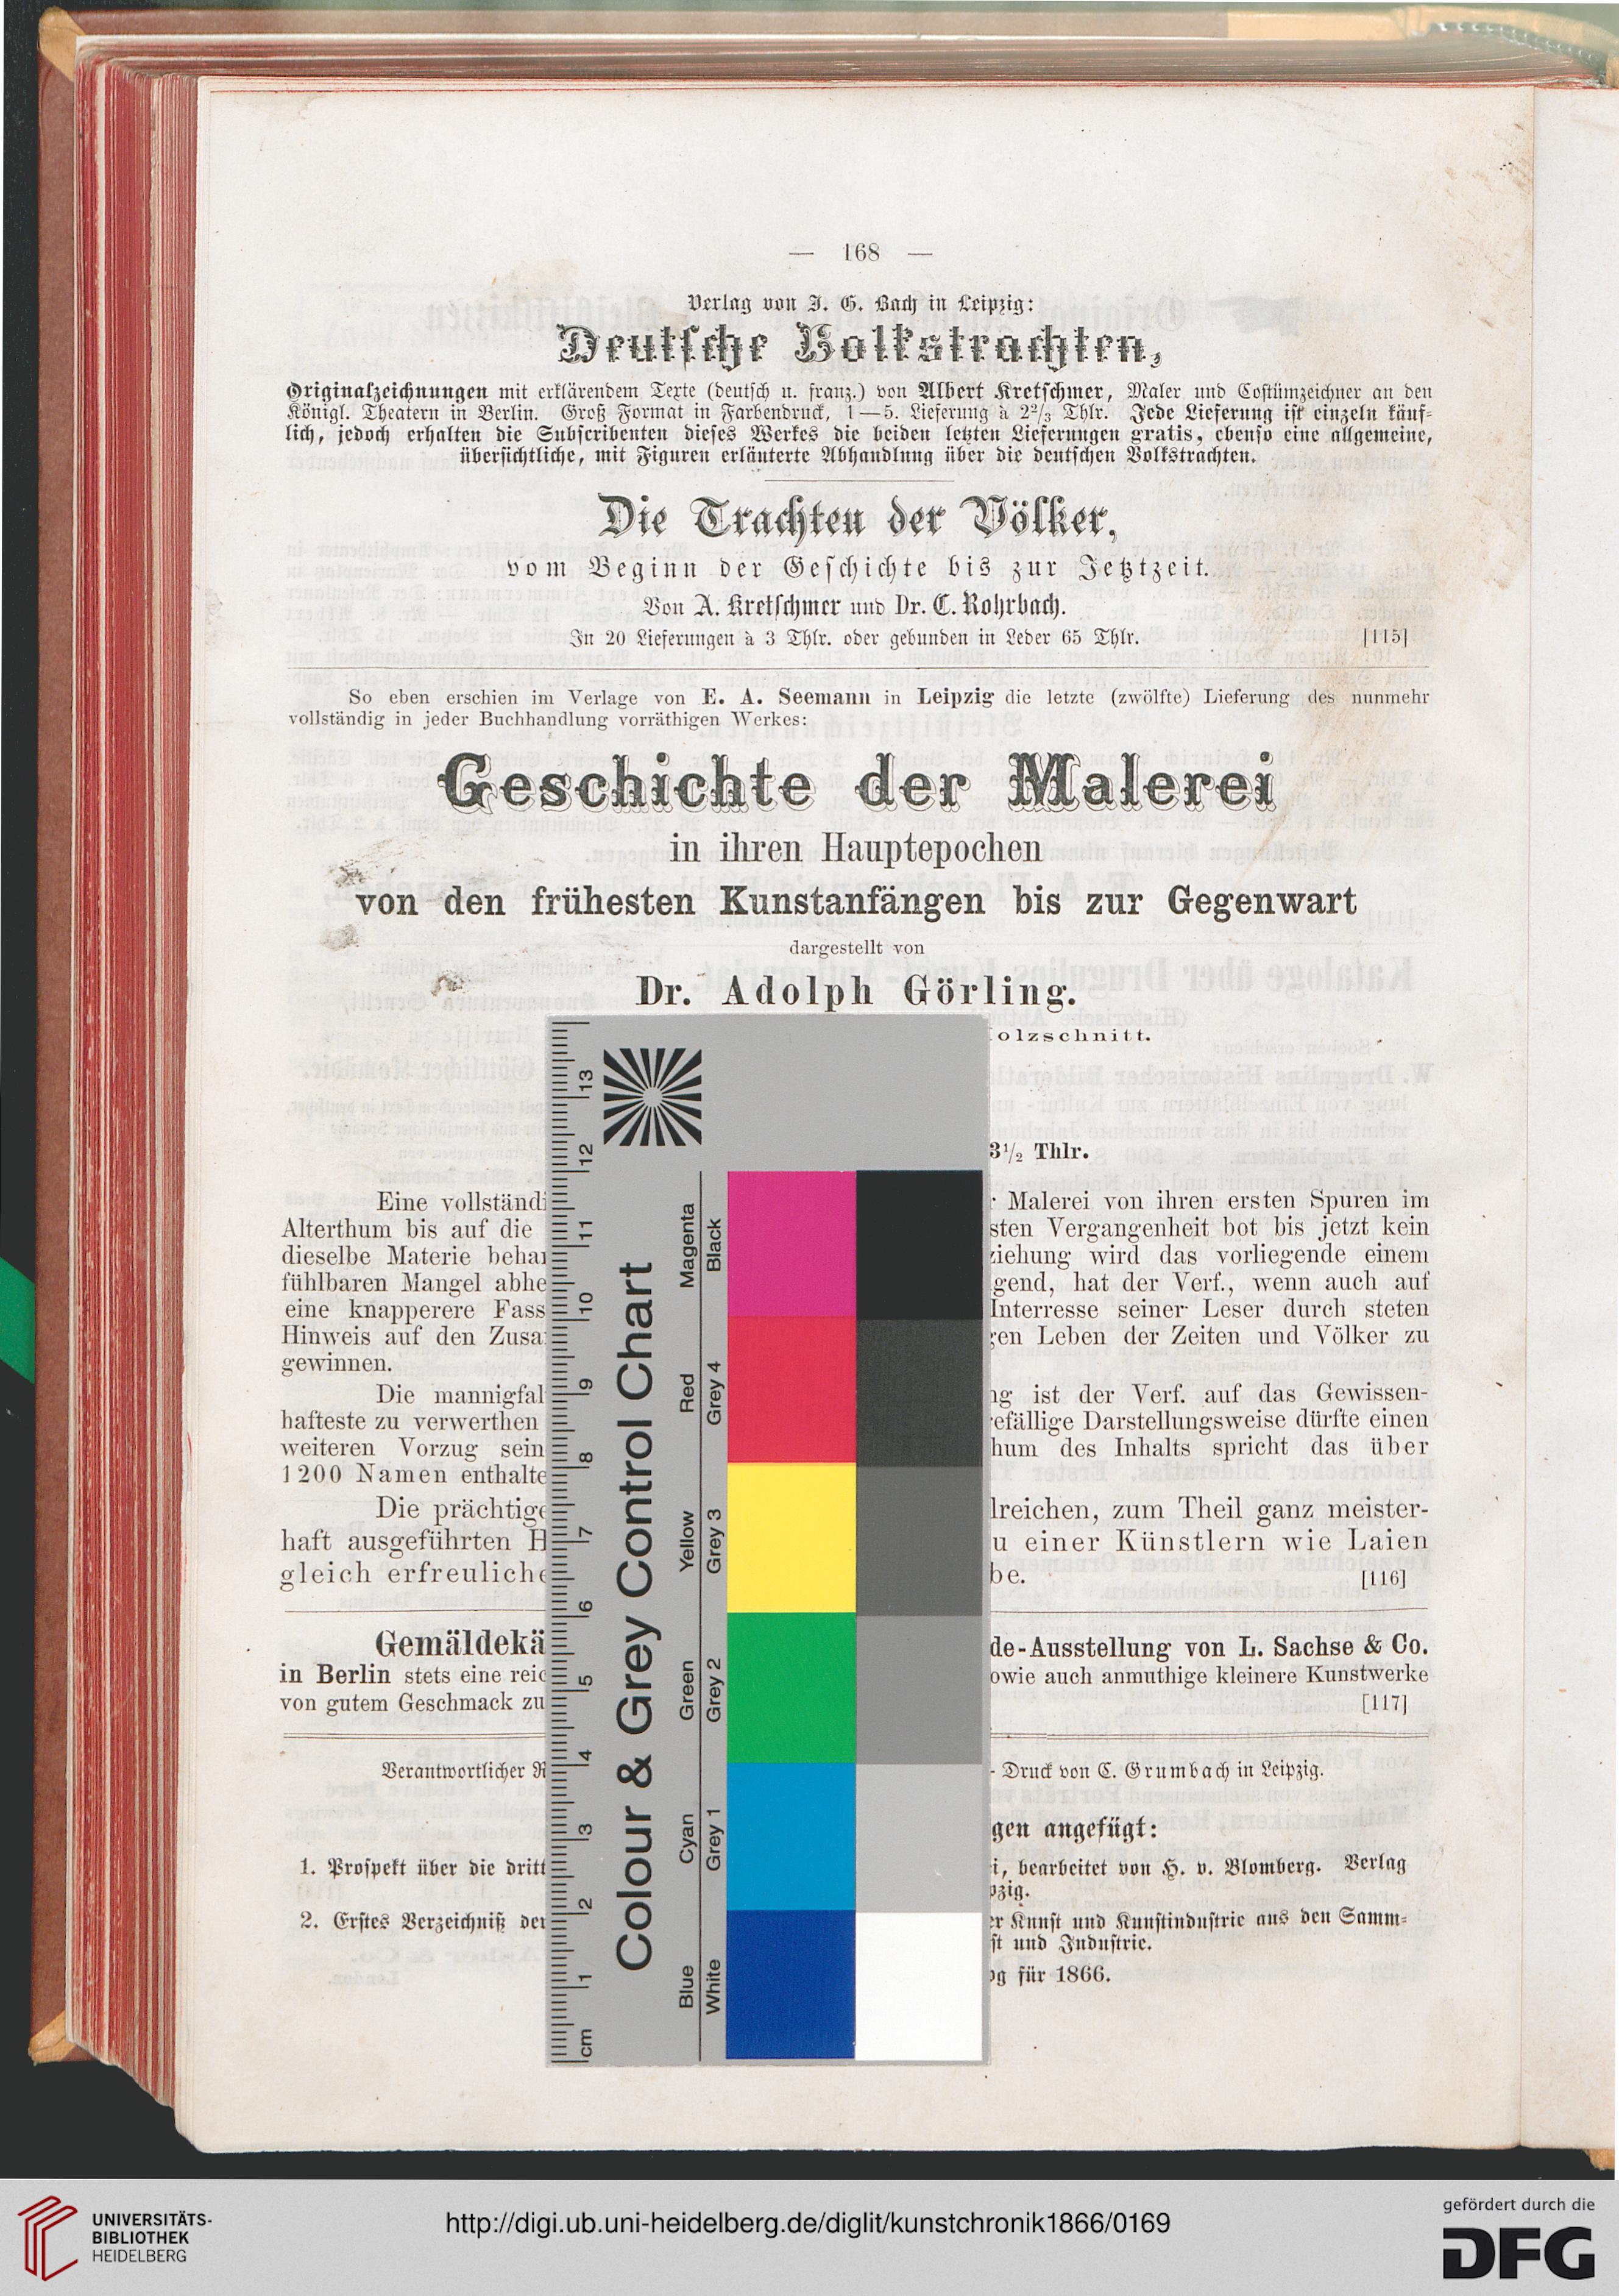 — 168 —
Verlag von J. G. Bach in Leipzig:
Deutsche Volkstrachten,
Originalzeichnungen mit erklärendem Texte (deutsch u. franz.) von Albert Kretschmer, Maler und Costümzeichner an den
Königl. Theatern in Berlin. Groß Format in Farbendruck, 1—5. Lieferung à 2²/₃ Thlr. Jede Lieferung ist einzeln käuf-
lich, jedoch erhalten die Subscribenten dieses Werkes die beiden letzten Lieferungen gratis, ebenso eine allgemeine,
übersichtliche, mit Figuren erläuterte Abhandlung über die deutschen Volkstrachten.
Die Trachten der Völker,
vom Beginn der Geschichte bis zur Jetztzeit.
Von A. Kretschmer und Dr. C. Rohrbach.
In 20 Lieferungen à 3 Thlr. oder gebunden in Leder 65 Thlr. [115]
So eben erschien im Verlage von E. A. Seemann in Leipzig die letzte (zwölfte) Lieferung des nunmehr
vollständig in jeder Buchhandlung vorräthigen Werkes:
Geschichte der Malerei
in ihren Hauptepochen
von den frühesten Kunstanfängen bis zur Gegenwart
dargestellt von
Dr. Adolph Görling.
olzschnitt.
3½ Thlr.
Eine vollständi Malerei von ihren ersten Spuren im
Alterthum bis auf die sten Vergangenheit bot bis jetzt kein
dieselbe Materie behan ziehung wird das vorliegende einem
fühlbaren Mangel abhe gend, hat der Verf., wenn auch auf
eine knapperere Fass Interresse seiner Leser durch steten
Hinweis auf den Zusa gen Leben der Zeiten und Völker zu
gewinnen.
Die mannigfal ng ist der Verf. auf das Gewissen-
hafteste zu verwerthen efällige Darstellungsweise dürfte einen
weiteren Vorzug sein hum des Inhalts spricht das über
1200 Namen enthalte
Die prächtige lreichen, zum Theil ganz meister-
haft ausgeführten H u einer Künstlern wie Laien
gleich erfreuliche be. [116]
Gemäldekä de-Ausstellung von L. Sachse & Co.
in Berlin stets eine reic owie auch anmuthige kleinere Kunstwerke
von gutem Geschmack zu [117]
Verantwortlicher R - Druck von C. Grumbach in Leipzig.
gen angefügt:
1. Prospekt über die dritt i, bearbeitet von H. v. Blomberg. Verlag
pzig.
2. Erstes Verzeichniß der er Kunst und Kunstindustrie aus den Samm-
st und Industrie.
og für 1866.
Colour & Grey Control Chart
Blue Cyan Green Yellow Red Magenta
White Grey 1 Grey 2 Grey 3 Grey 4 Black
cm 1 2 3 4 5 6 7 8 9 10 11 12 13
UNIVERSITÄTS-
BIBLIOTHEK
HEIDELBERG
http://digi.ub.uni-heidelberg.de/diglit/kunstchronik1866/0169
gefördert durch die
DFG